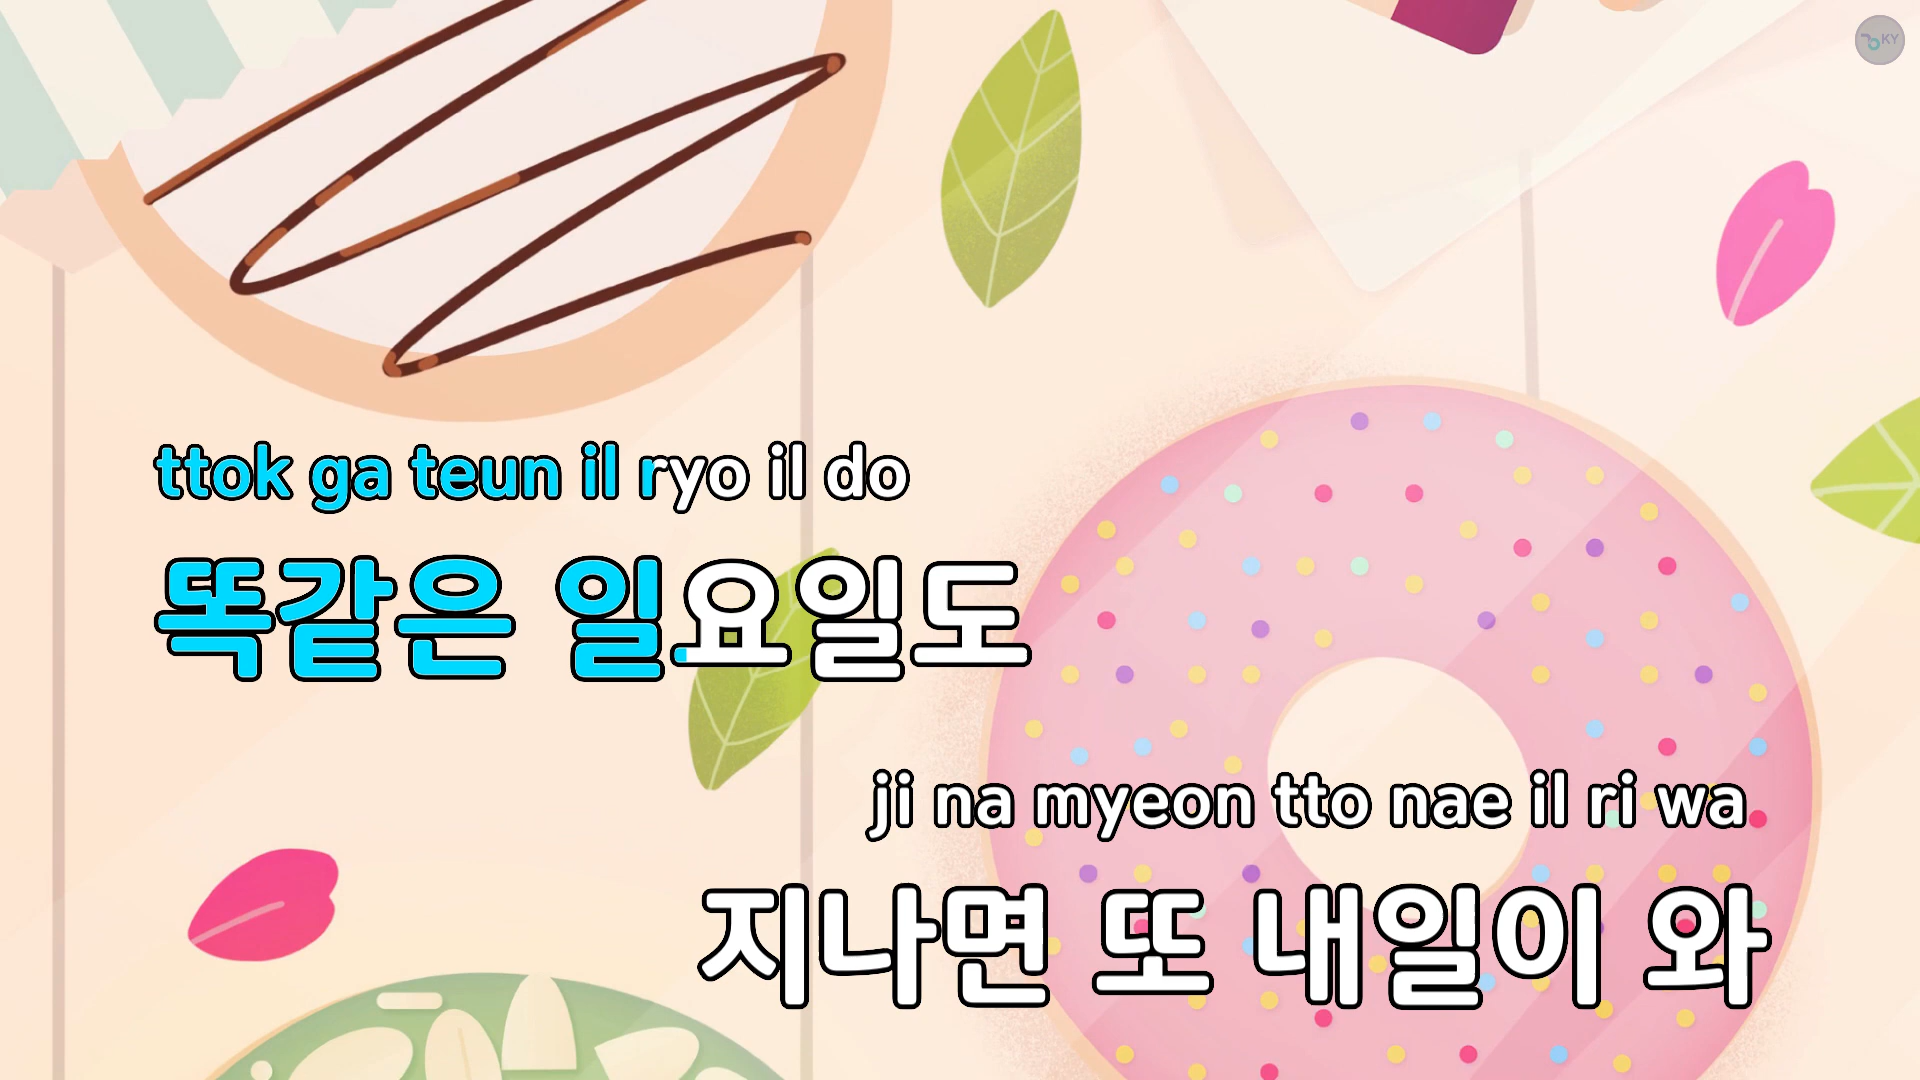 KY
ttok ga teun il ryo il do
똑같은 일요일도
ji na myeon tto nae il ri wa
지나면 또 내일이 와